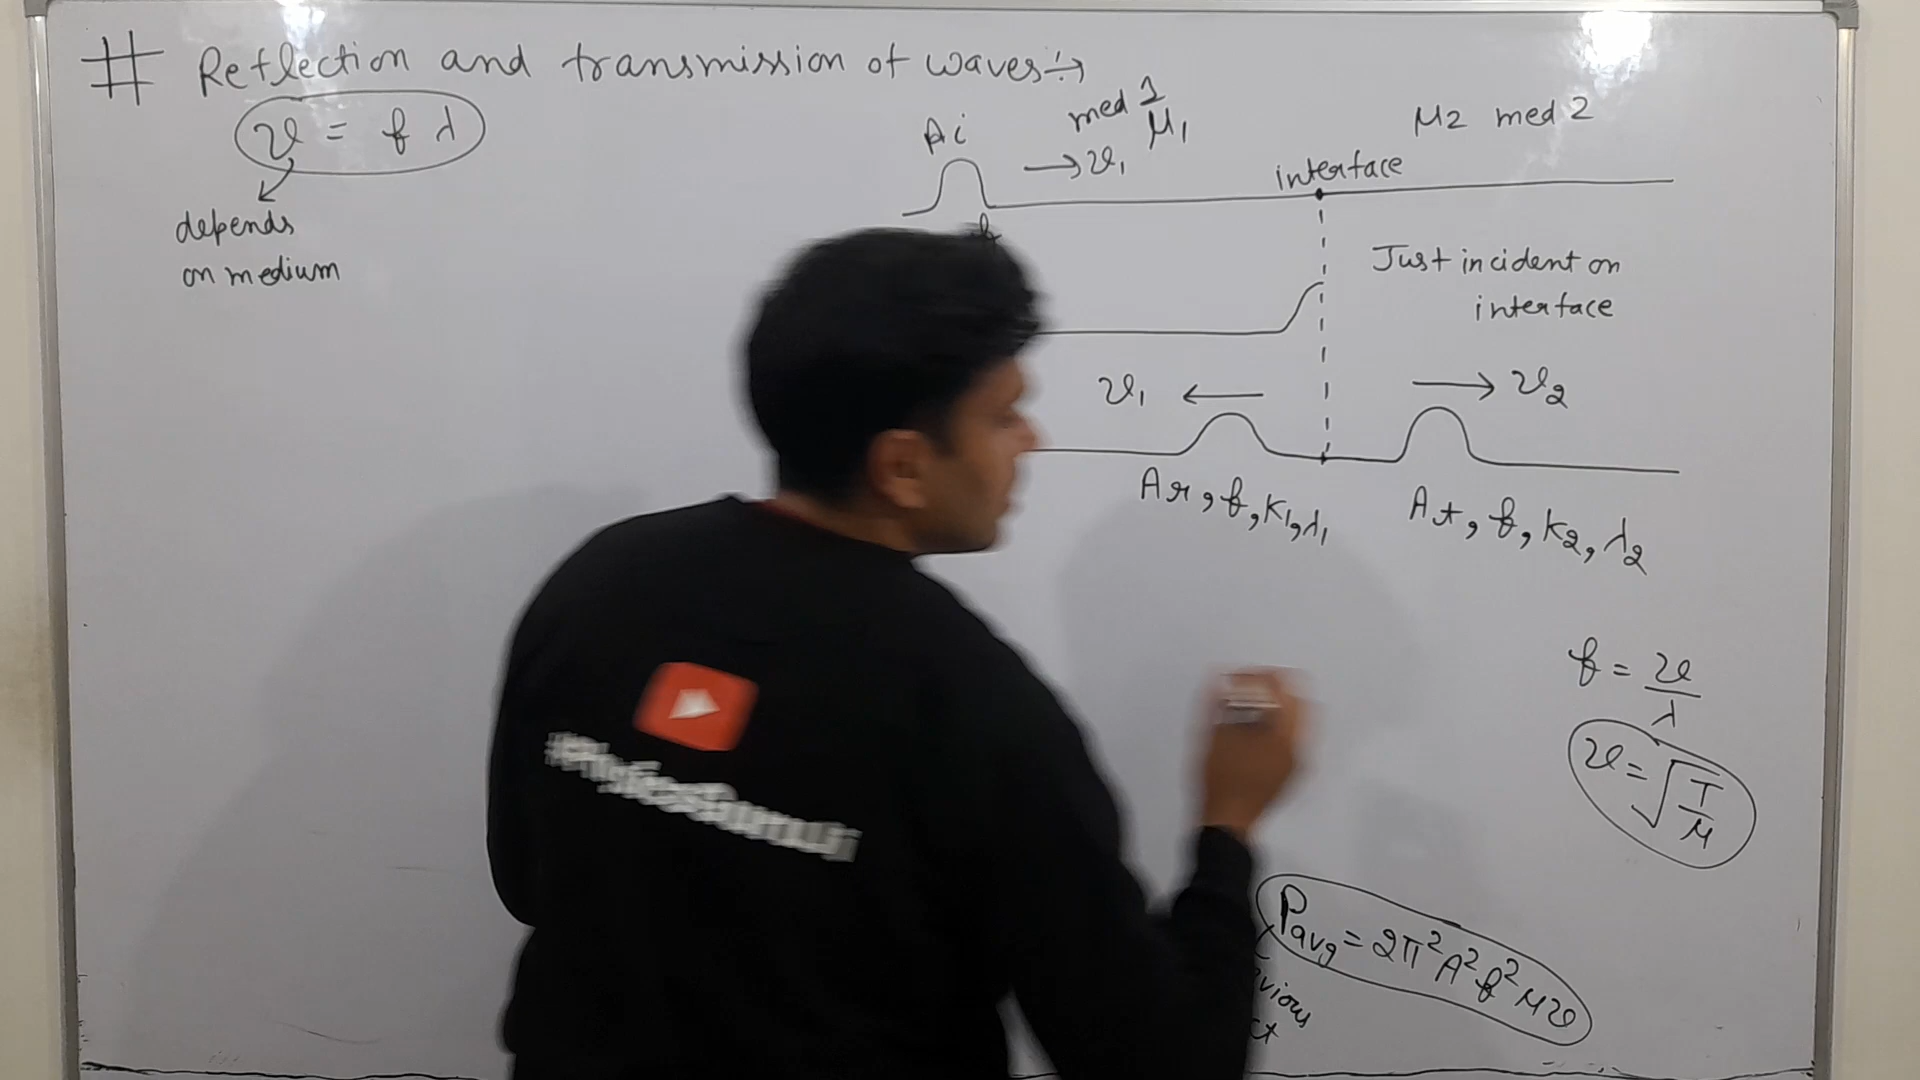 # Reflection and transmission of waves :→
v = f λ
depends
on medium
Ai
→ v₁
med 1
μ₁
μ2 med 2
interface
f
Just incident on
interface
v₁ ←
→ v₂
Ar, f, k₁, λ₁
At, f, k₂, λ₂
f = v/λ
v = √(T/μ)
Pavg = 2π²A²f²μv